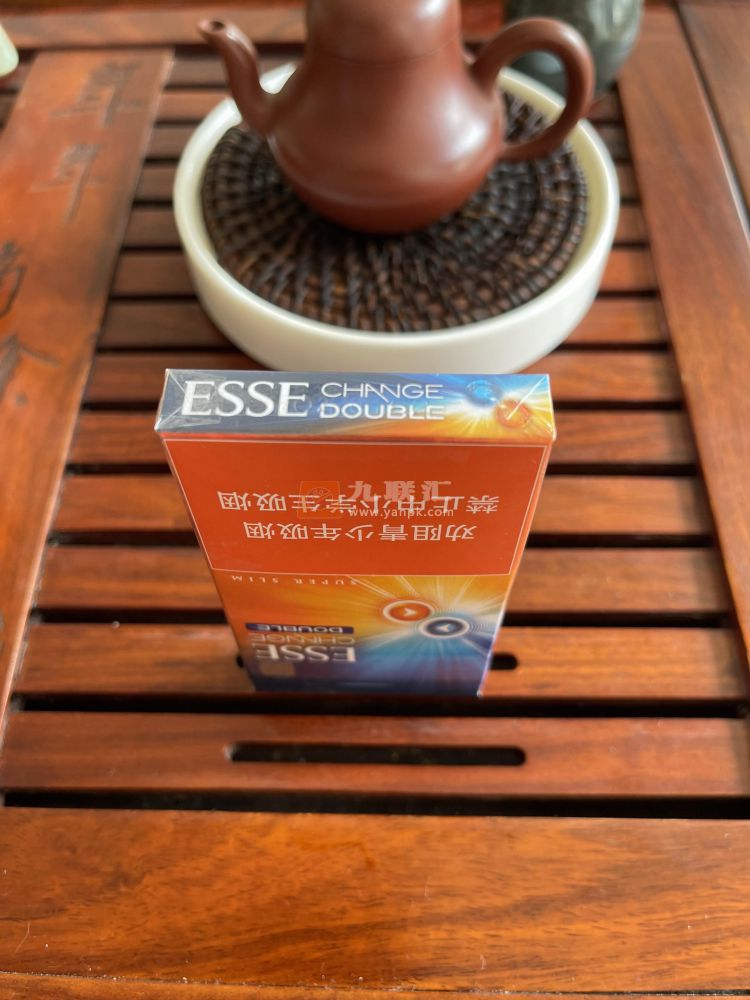 ESSE CHANGE
DOUBLE
劝阻青少年吸烟
禁止中小学生吸烟
九联汇
www.yanpk.com
SUPER SLIM
ESSE
CHANGE
DOUBLE